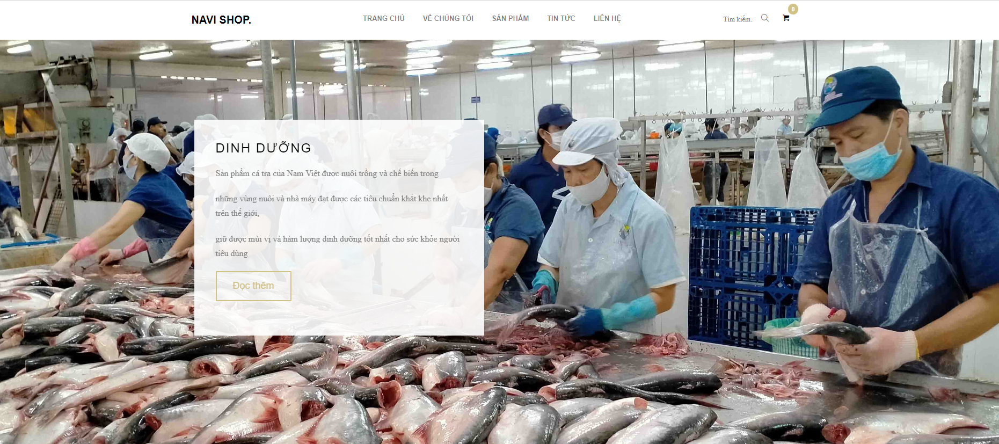 NAVI SHOP.
TRANG CHỦ
VỀ CHÚNG TÔI
SẢN PHẨM
TIN TỨC
LIÊN HỆ
Tìm kiếm..
0
DINH DƯỠNG
Sản phẩm cá tra của Nam Việt được nuôi trồng và chế biến trong
những vùng nuôi và nhà máy đạt được các tiêu chuẩn khắt khe nhất
trên thế giới,
giữ được mùi vị và hàm lượng dinh dưỡng tốt nhất cho sức khỏe người
tiêu dùng
Đọc thêm